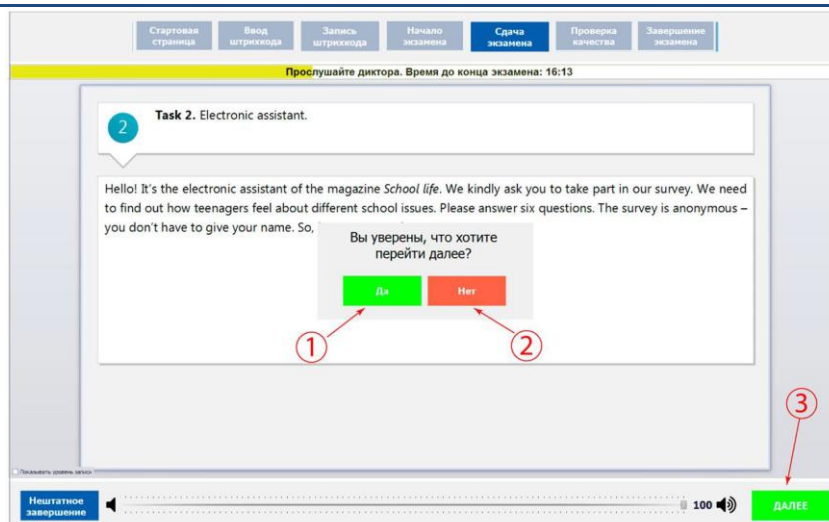 Стартовая страница
Ввод штрихкода
Запись штрихкода
Начало экзамена
Сдача экзамена
Проверка качества
Завершение экзамена
Прослушайте диктора. Время до конца экзамена: 16:13
2
Task 2. Electronic assistant.
Hello! It's the electronic assistant of the magazine School life. We kindly ask you to take part in our survey. We need
to find out how teenagers feel about different school issues. Please answer six questions. The survey is anonymous –
you don't have to give your name. So,
Вы уверены, что хотите
перейти далее?
Да
Нет
1
2
3
Показывать уровень записи
Нештатное
завершение
100
ДАЛЕЕ